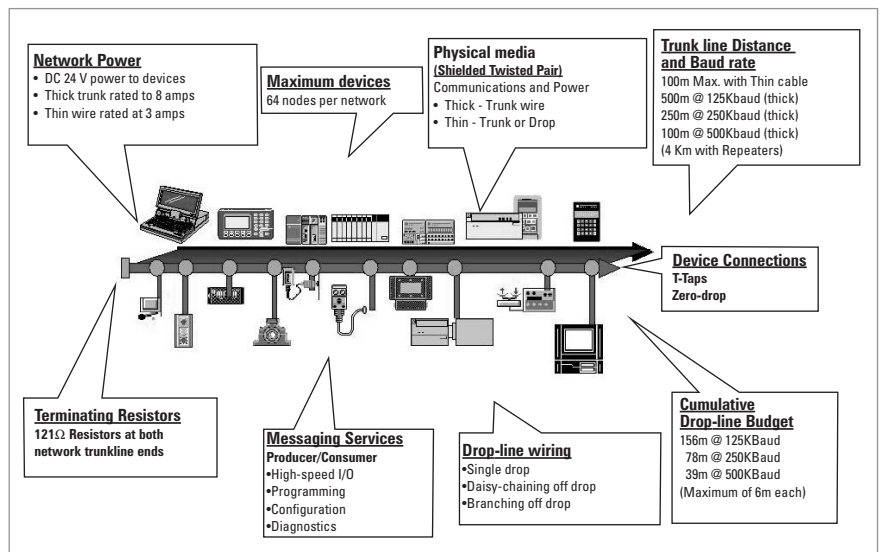 Network Power
• DC 24 V power to devices
• Thick trunk rated to 8 amps
• Thin wire rated at 3 amps
Maximum devices
64 nodes per network
Physical media
(Shielded Twisted Pair)
Communications and Power
• Thick - Trunk wire
• Thin - Trunk or Drop
Trunk line Distance
and Baud rate
100m Max. with Thin cable
500m @ 125Kbaud (thick)
250m @ 250Kbaud (thick)
100m @ 500Kbaud (thick)
(4 Km with Repeaters)
Device Connections
T-Taps
Zero-drop
Terminating Resistors
121Ω Resistors at both
network trunkline ends
Messaging Services
Producer/Consumer
•High-speed I/O
•Programming
•Configuration
•Diagnostics
Drop-line wiring
•Single drop
•Daisy-chaining off drop
•Branching off drop
Cumulative
Drop-line Budget
156m @ 125KBaud
78m @ 250KBaud
39m @ 500KBaud
(Maximum of 6m each)